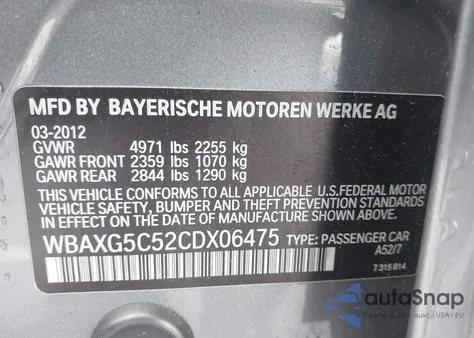 MFD BY BAYERISCHE MOTOREN WERKE AG
03-2012
GVWR 4971 lbs 2255 kg
GAWR FRONT 2359 lbs 1070 kg
GAWR REAR 2844 lbs 1290 kg
THIS VEHICLE CONFORMS TO ALL APPLICABLE U.S.FEDERAL MOTOR
VEHICLE SAFETY, BUMPER, AND THEFT PREVENTION STANDARDS
IN EFFECT ON THE DATE OF MANUFACTURE SHOWN ABOVE.
WBAXG5C52CDX06475 TYPE: PASSENGER CAR
A52/7
7315814
autoSnap
aukcji USA i EU